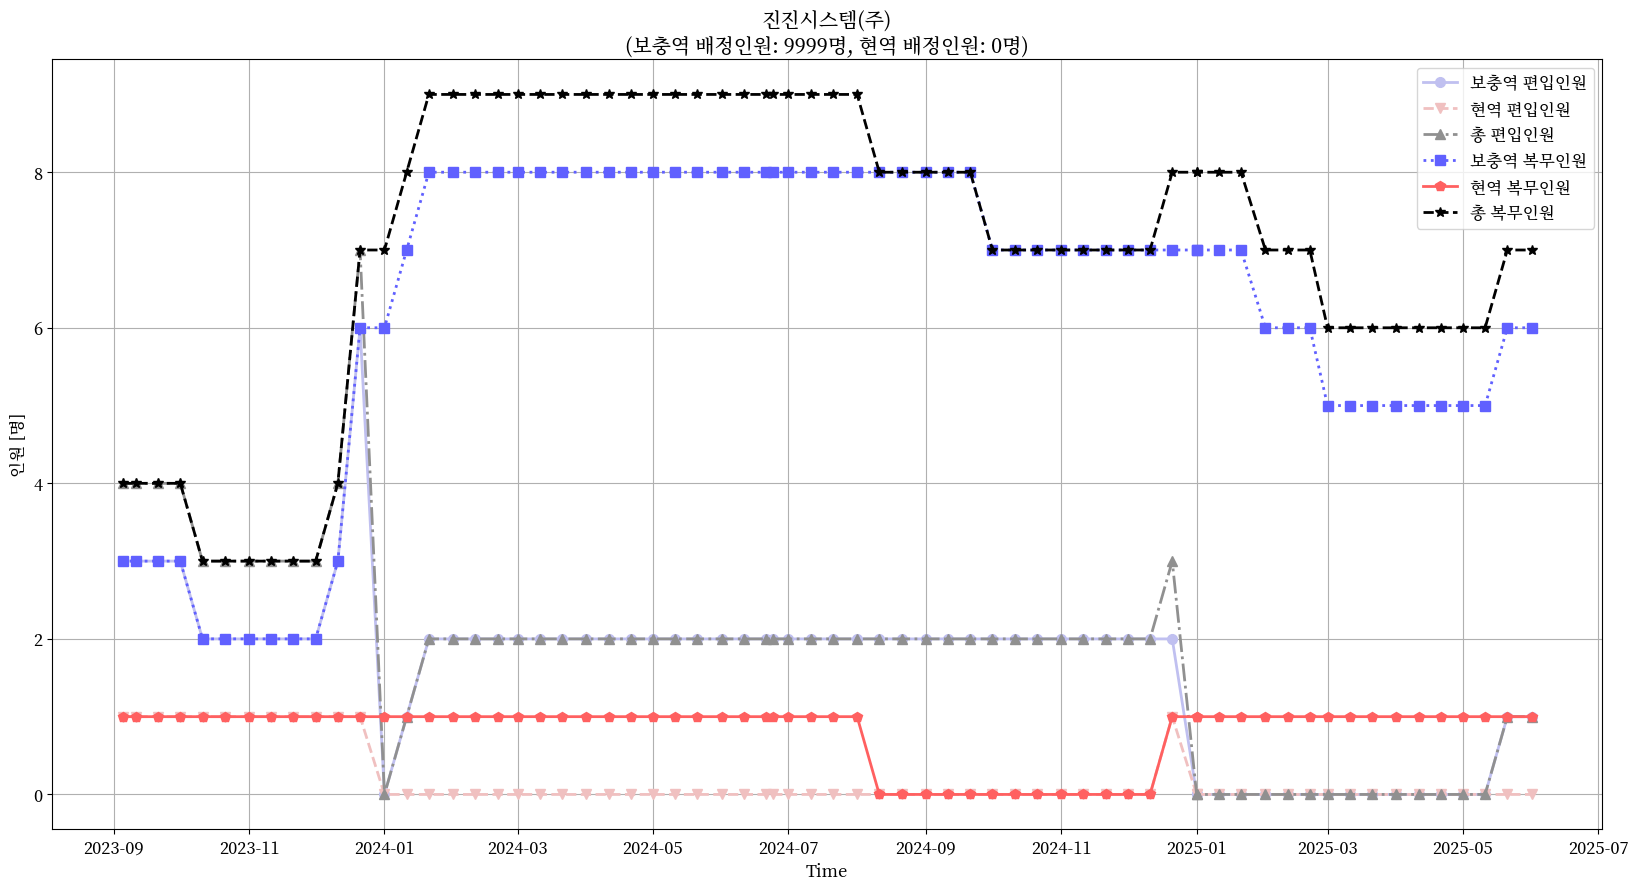 진진시스템(주)
(보충역 배정인원: 9999명, 현역 배정인원: 0명)
보충역 편입인원
현역 편입인원
총 편입인원
보충역 복무인원
현역 복무인원
총 복무인원
인원 [명]
8
6
4
2
0
2023-09
2023-11
2024-01
2024-03
2024-05
2024-07
2024-09
2024-11
2025-01
2025-03
2025-05
2025-07
Time